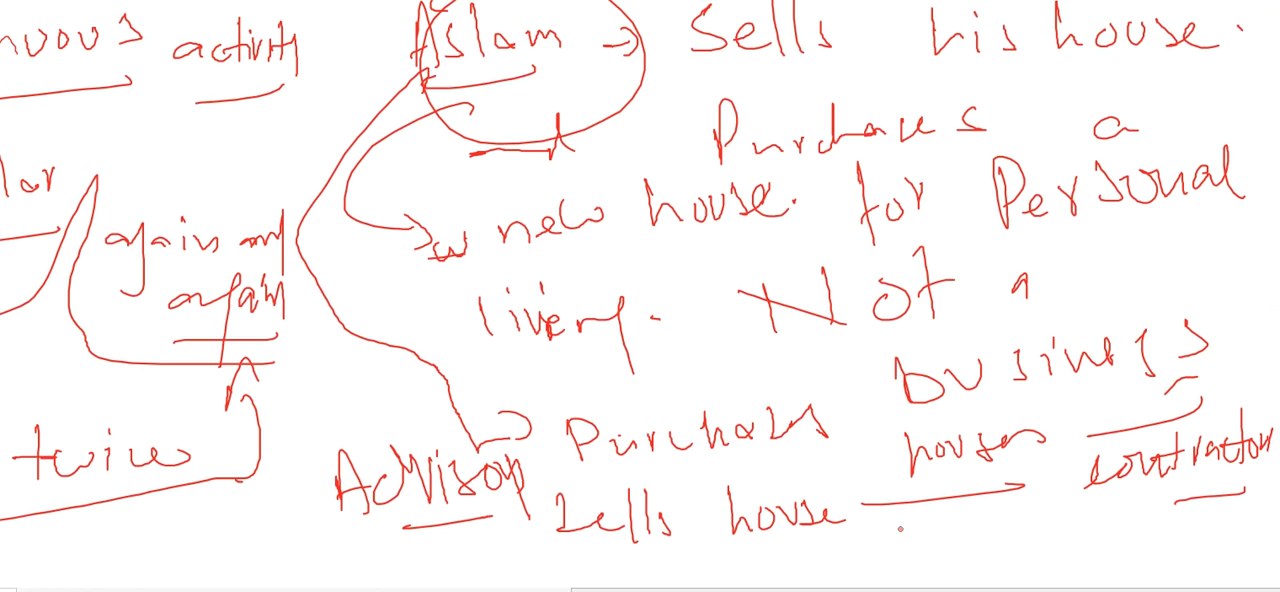 nuous activity
Aslam → Sells his house.
Purchases a
lar
new house. for Personal
again and
again
living. Not a
business
twice
Purchases houses contractor
Advisor
Sells house